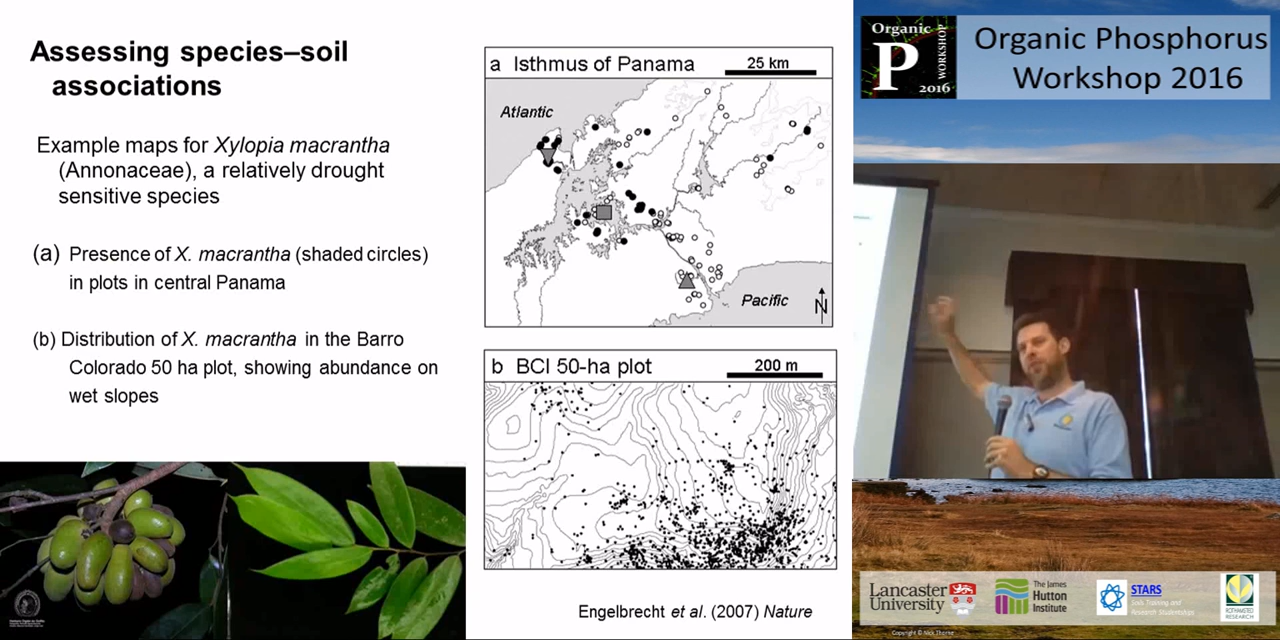 Assessing species–soil
associations
Example maps for Xylopia macrantha
(Annonaceae), a relatively drought
sensitive species
(a) Presence of X. macrantha (shaded circles)
in plots in central Panama
(b) Distribution of X. macrantha in the Barro
Colorado 50 ha plot, showing abundance on
wet slopes
a Isthmus of Panama
25 km
Atlantic
Pacific
N
b BCI 50-ha plot
200 m
Engelbrecht et al. (2007) Nature
Organic
P
WORKSHOP
2016
Organic Phosphorus
Workshop 2016
Lancaster
University
The James
Hutton
Institute
STARS
Soils Training and
Research Studentships
ROTHAMSTED
RESEARCH
Copyright © Nick Thorne